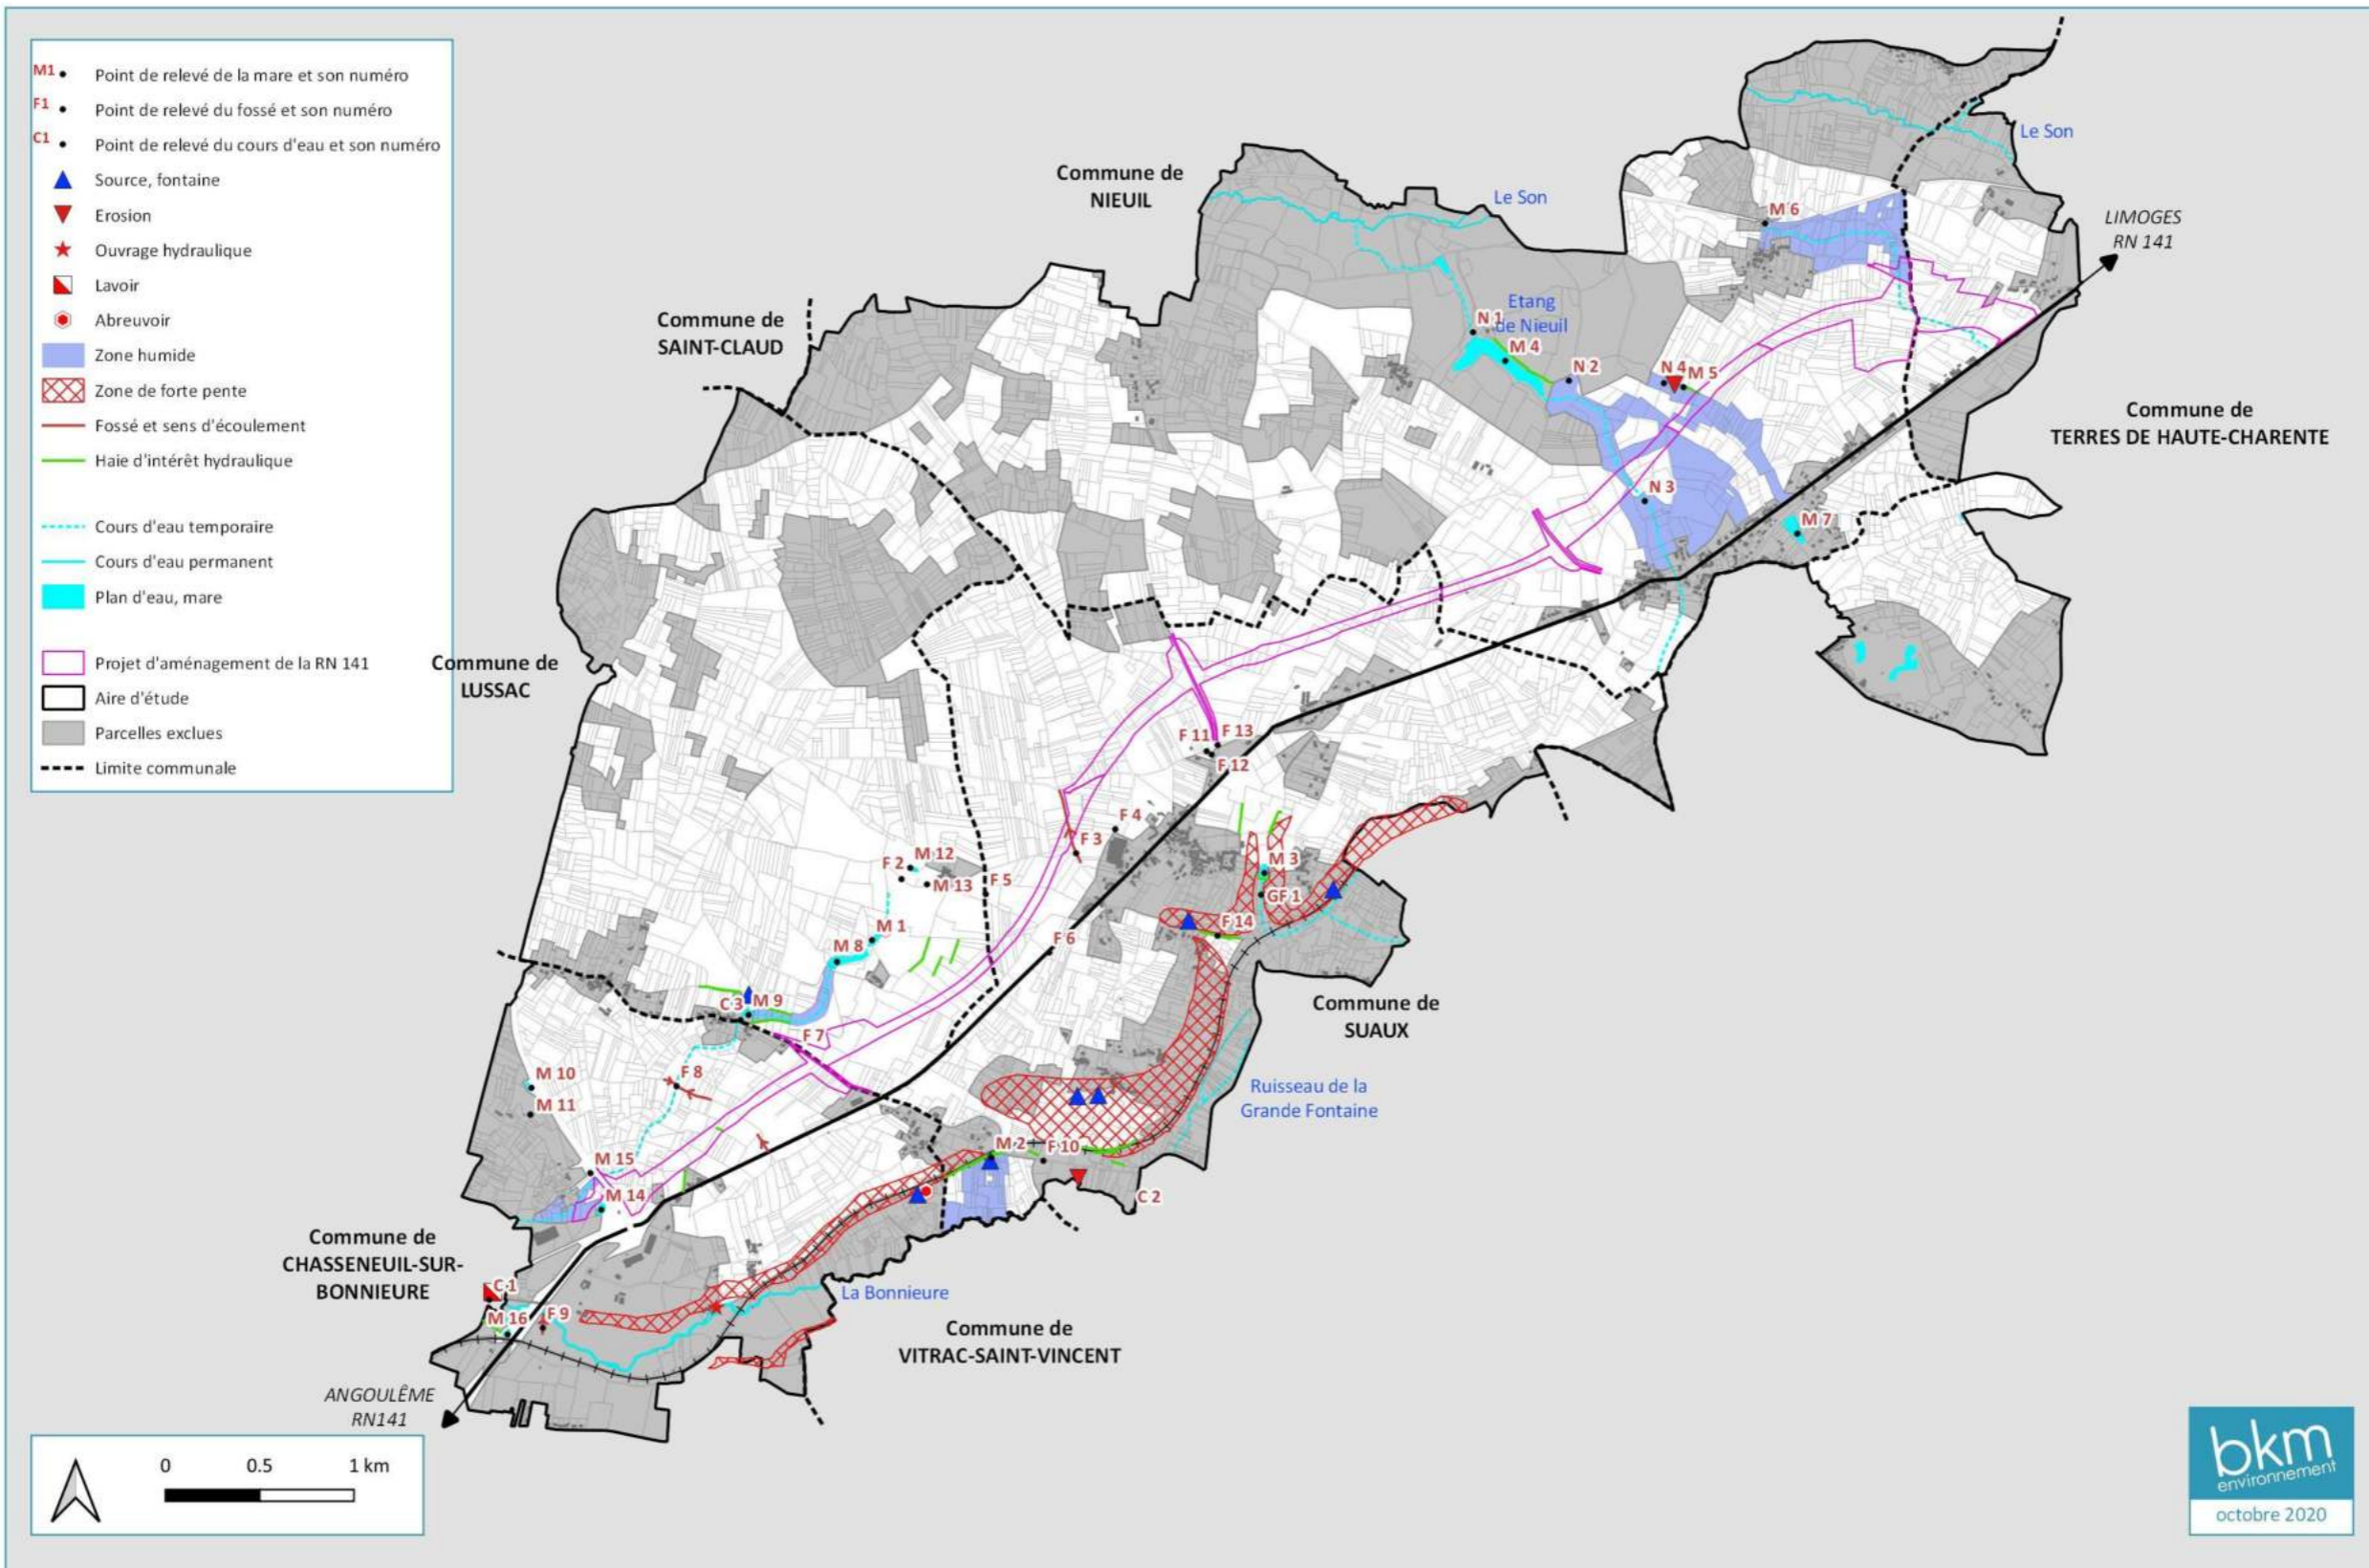 M1 Point de relevé de la mare et son numéro
F1 Point de relevé du fossé et son numéro
C1 Point de relevé du cours d'eau et son numéro
Source, fontaine
Erosion
Ouvrage hydraulique
Lavoir
Abreuvoir
Zone humide
Zone de forte pente
Fossé et sens d'écoulement
Haie d'intérêt hydraulique
Cours d'eau temporaire
Cours d'eau permanent
Plan d'eau, mare
Projet d'aménagement de la RN 141
Aire d'étude
Parcelles exclues
Limite communale
Le Son
Commune de
NIEUIL
Le Son
M 6
LIMOGES
RN 141
Commune de
SAINT-CLAUD
Etang
de Nieuil
N 1
M 4
N 2
N 4
M 5
Commune de
TERRES DE HAUTE-CHARENTE
N 3
M 7
Commune de
LUSSAC
F 11
F 13
F 12
F 4
F 3
M 12
F 2
M 13
F 5
M 3
GF 1
F 14
M 1
F 6
M 8
C 3
M 9
Commune de
SUAUX
F 7
M 10
F 8
M 11
Ruisseau de la
Grande Fontaine
M 2
F 10
M 15
M 14
C 2
Commune de
CHASSENEUIL-SUR-
BONNIEURE
C 1
La Bonnieure
M 16
F 9
Commune de
VITRAC-SAINT-VINCENT
ANGOULÊME
RN141
0 0.5 1 km
bkm
environnement
octobre 2020